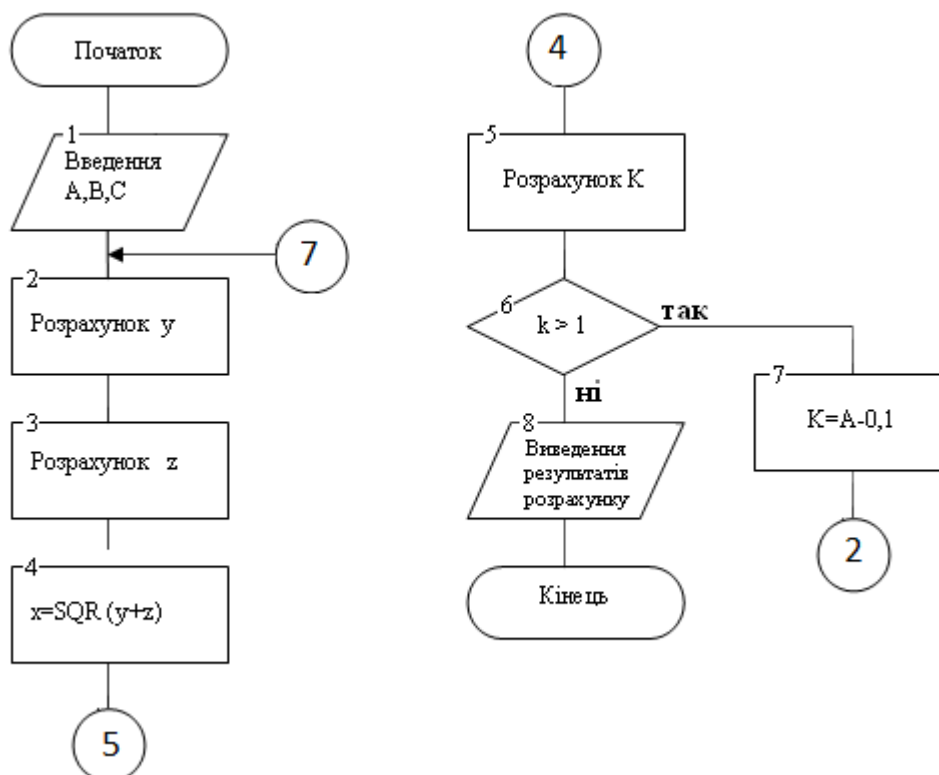 Початок
1
Введення
А,В,С
7
2
Розрахунок у
3
Розрахунок z
4
x=SQR (y+z)
5
4
5
Розрахунок К
6
k > 1
так
ні
7
К=А-0,1
2
8
Виведення
результатів
розрахунку
Кінець